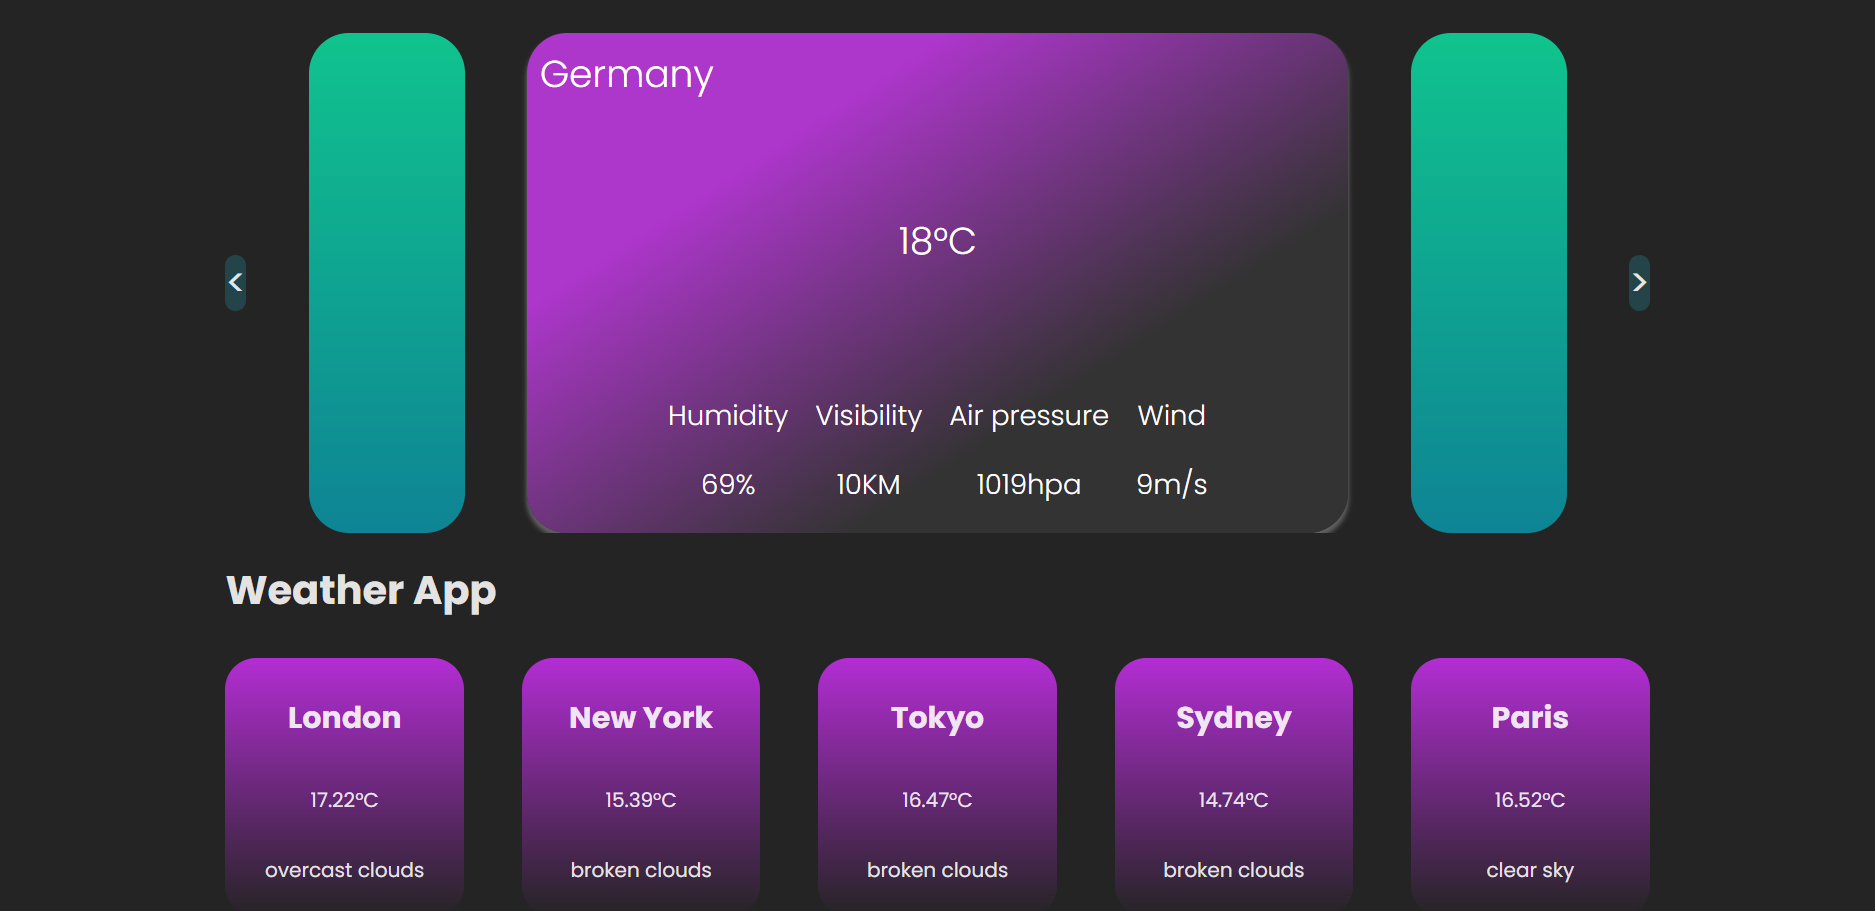 Germany
18°C
< >
Humidity Visibility Air pressure Wind
69% 10KM 1019hpa 9m/s
Weather App
London New York Tokyo Sydney Paris
17.22°C 15.39°C 16.47°C 14.74°C 16.52°C
overcast clouds broken clouds broken clouds broken clouds clear sky